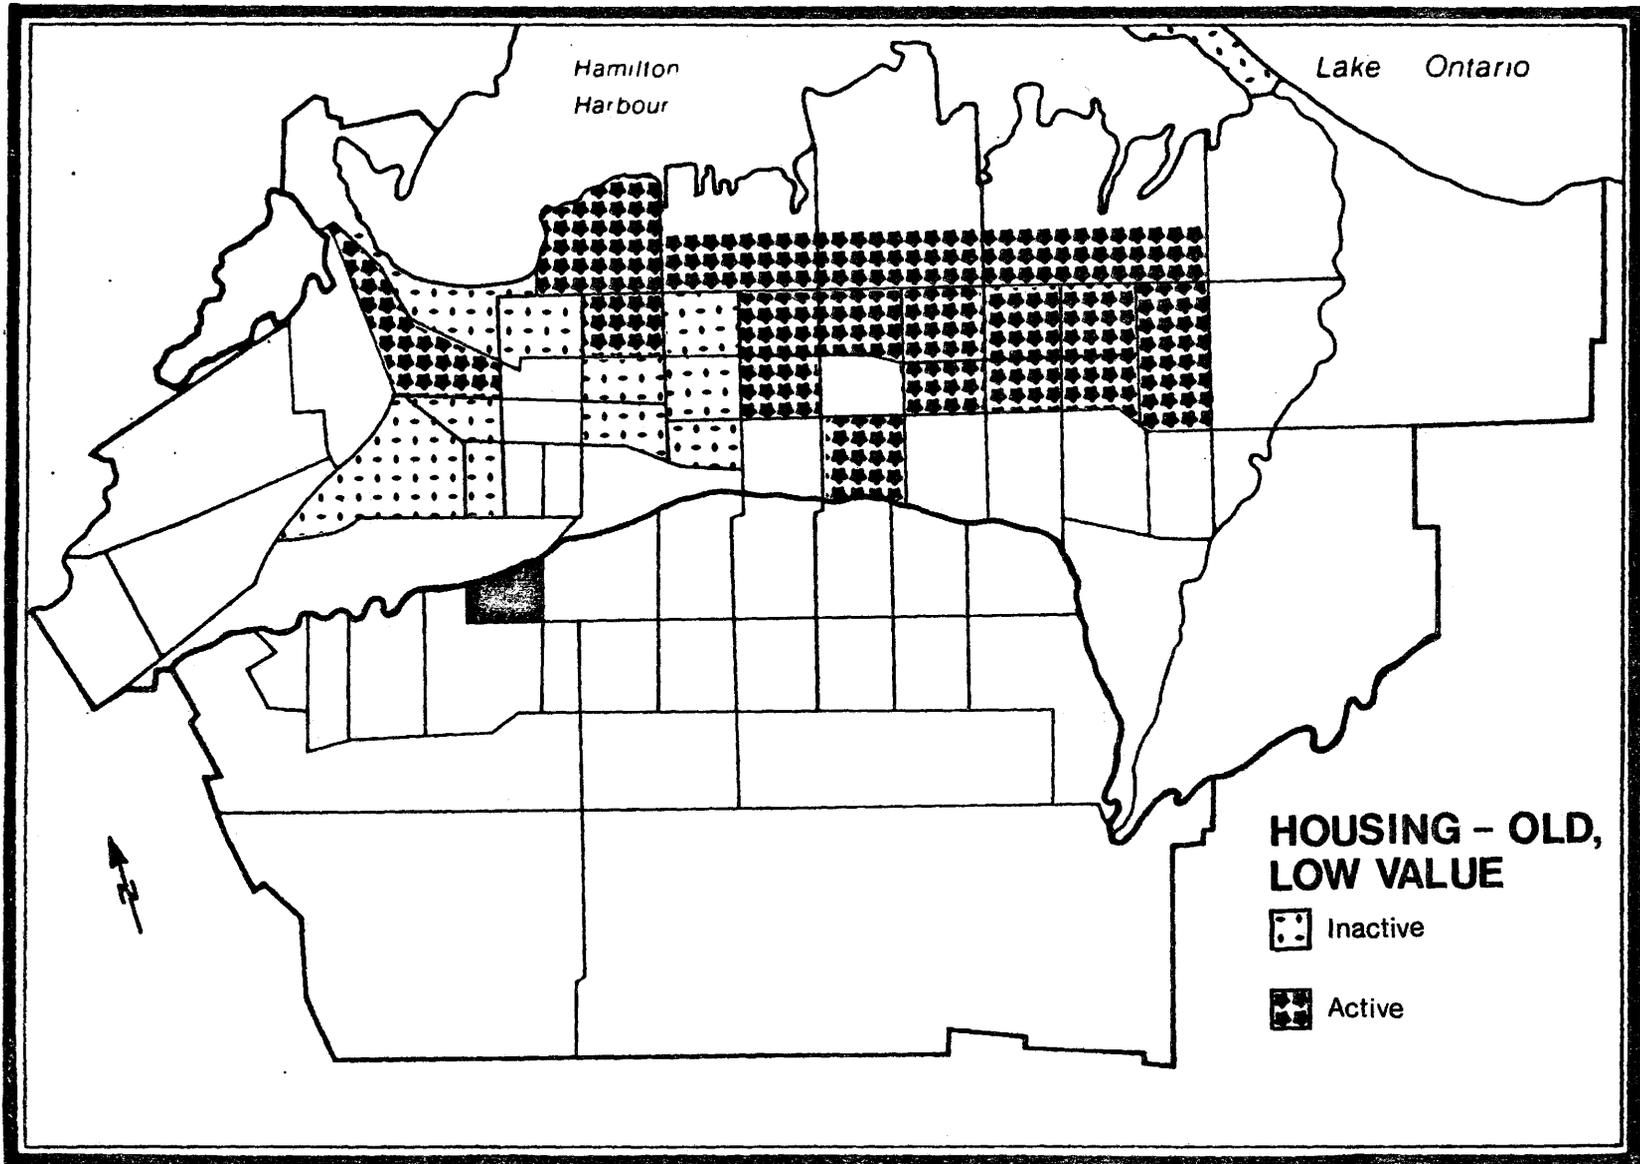 Hamilton
Harbour
Lake Ontario
N
HOUSING – OLD,
LOW VALUE
Inactive
Active